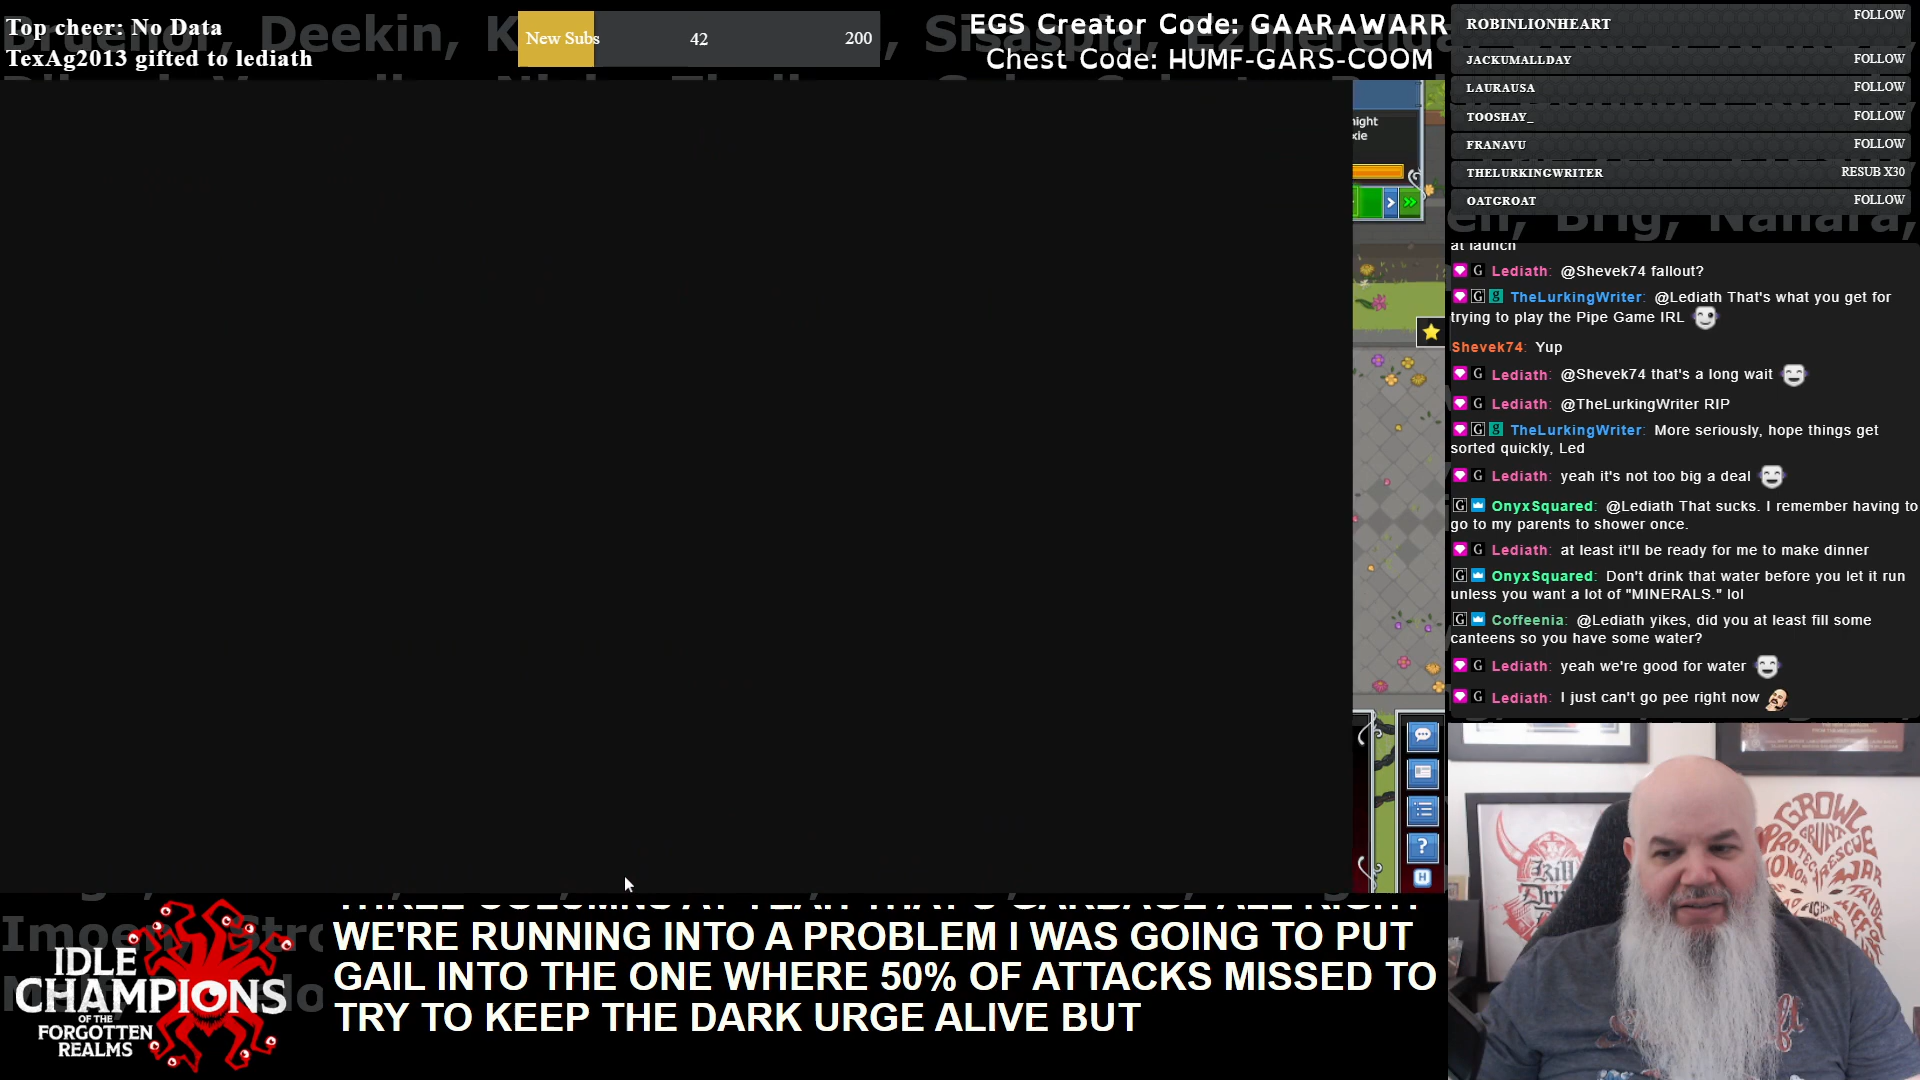 Top cheer: No Data
TexAg2013 gifted to lediath
New Subs 42 200
EGS Creator Code: GAARAWARR
Chest Code: HUMF-GARS-COOM
ROBINLIONHEART FOLLOW
JACKUMALLDAY FOLLOW
LAURAUSA FOLLOW
TOOSHAY_ FOLLOW
FRANAVU FOLLOW
THELURKINGWRITER RESUB X30
OATGROAT FOLLOW
at launch
Lediath: @Shevek74 fallout?
TheLurkingWriter: @Lediath That's what you get for
trying to play the Pipe Game IRL
Shevek74: Yup
Lediath: @Shevek74 that's a long wait
Lediath: @TheLurkingWriter RIP
TheLurkingWriter: More seriously, hope things get
sorted quickly, Led
Lediath: yeah it's not too big a deal
OnyxSquared: @Lediath That sucks. I remember having to
go to my parents to shower once.
Lediath: at least it'll be ready for me to make dinner
OnyxSquared: Don't drink that water before you let it run
unless you want a lot of "MINERALS." lol
Coffeenia: @Lediath yikes, did you at least fill some
canteens so you have some water?
Lediath: yeah we're good for water
Lediath: I just can't go pee right now
IDLE
CHAMPIONS
OF THE
FORGOTTEN
REALMS
THREE COLUMNS AT YEAH THAT'S GARBAGE ALL RIGHT
WE'RE RUNNING INTO A PROBLEM I WAS GOING TO PUT
GAIL INTO THE ONE WHERE 50% OF ATTACKS MISSED TO
TRY TO KEEP THE DARK URGE ALIVE BUT